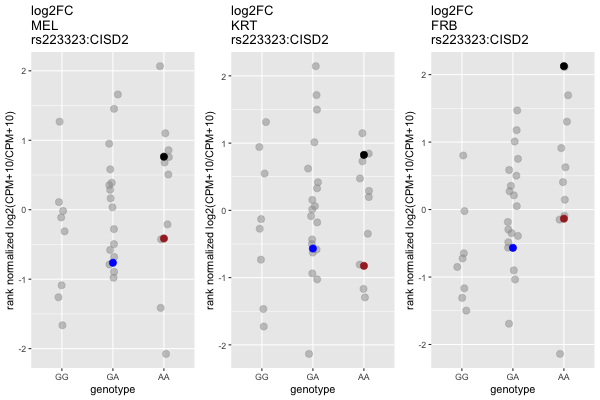 log2FC
MEL
rs223323:CISD2
rank normalized log2(CPM+10/CPM+10)
2
1
0
-1
-2
GG GA AA
genotype
log2FC
KRT
rs223323:CISD2
rank normalized log2(CPM+10/CPM+10)
2
1
0
-1
-2
GG GA AA
genotype
log2FC
FRB
rs223323:CISD2
rank normalized log2(CPM+10/CPM+10)
2
1
0
-1
-2
GG GA AA
genotype